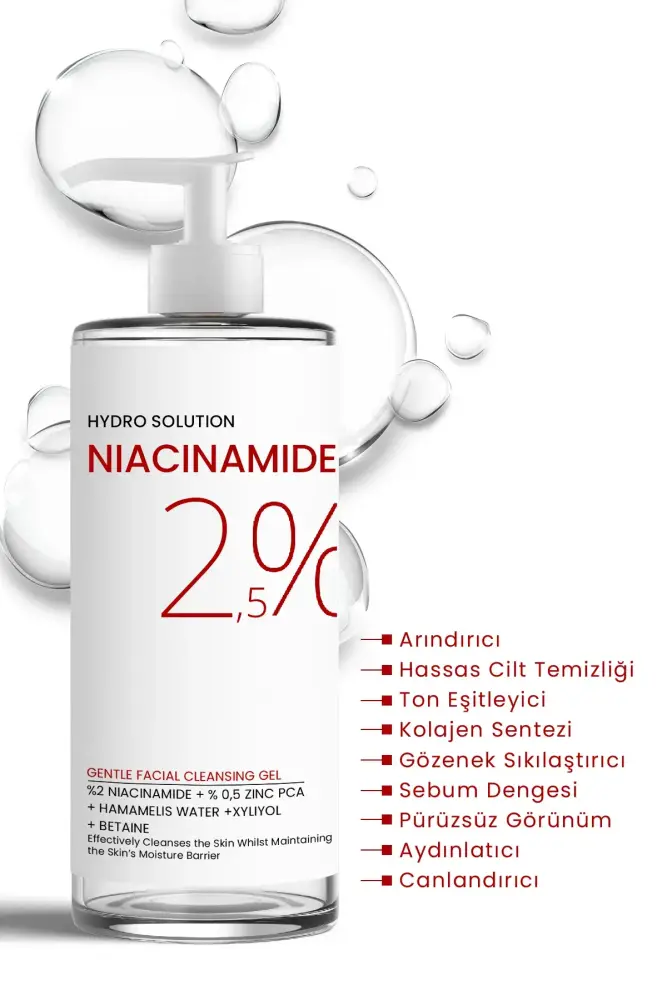 HYDRO SOLUTION
NIACINAMIDE
2,5%
GENTLE FACIAL CLEANSING GEL
%2 NIACINAMIDE + % 0,5 ZINC PCA
+ HAMAMELIS WATER +XYLIYOL
+ BETAINE
Effectively Cleanses the Skin Whilst Maintaining
the Skin's Moisture Barrier
Arındırıcı
Hassas Cilt Temizliği
Ton Eşitleyici
Kolajen Sentezi
Gözenek Sıkılaştırıcı
Sebum Dengesi
Pürüzsüz Görünüm
Aydınlatıcı
Canlandırıcı